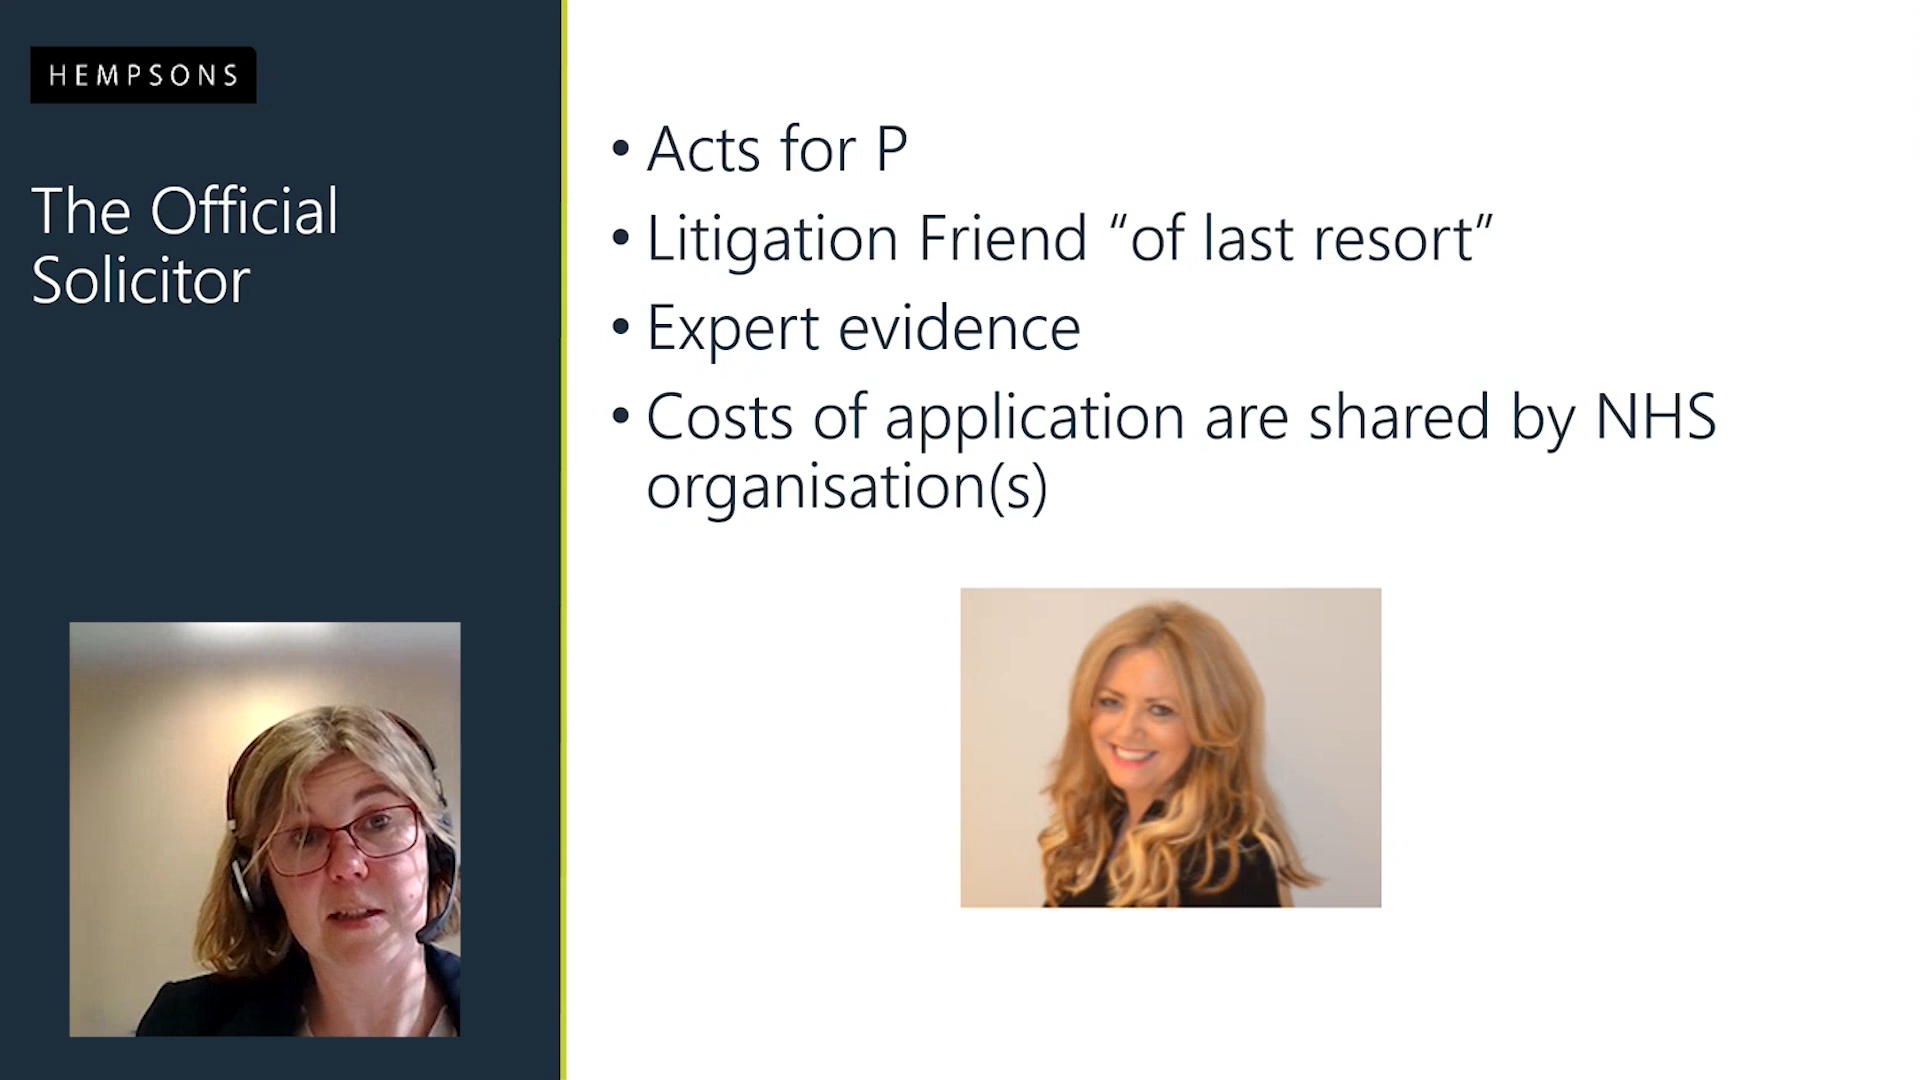 HEMPSONS
The Official
Solicitor
• Acts for P
• Litigation Friend “of last resort”
• Expert evidence
• Costs of application are shared by NHS
organisation(s)